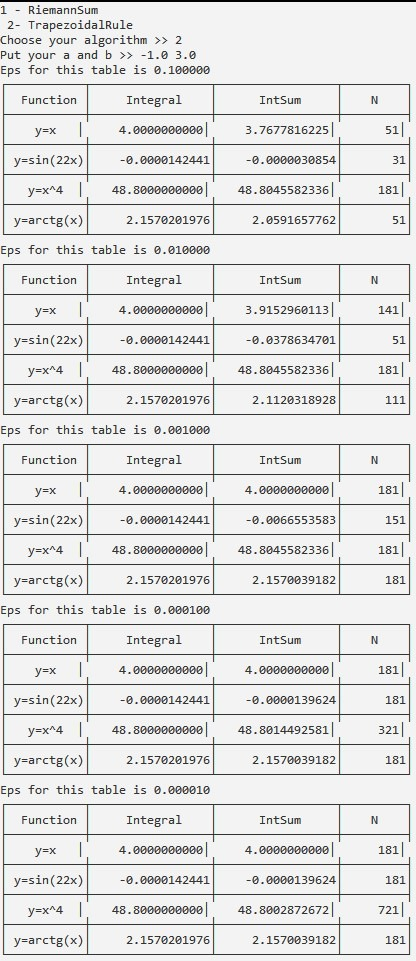 1 - RiemannSum
2- TrapezoidalRule
Choose your algorithm >> 2
Put your a and b >> -1.0 3.0
Eps for this table is 0.100000
Function Integral IntSum N
y=x 4.0000000000 3.7677816225 51
y=sin(22x) -0.0000142441 -0.0000030854 31
y=x^4 48.8000000000 48.8045582336 181
y=arctg(x) 2.1570201976 2.0591657762 51
Eps for this table is 0.010000
Function Integral IntSum N
y=x 4.0000000000 3.9152960113 141
y=sin(22x) -0.0000142441 -0.0378634701 51
y=x^4 48.8000000000 48.8045582336 181
y=arctg(x) 2.1570201976 2.1120318928 111
Eps for this table is 0.001000
Function Integral IntSum N
y=x 4.0000000000 4.0000000000 181
y=sin(22x) -0.0000142441 -0.0066553583 151
y=x^4 48.8000000000 48.8045582336 181
y=arctg(x) 2.1570201976 2.1570039182 181
Eps for this table is 0.000100
Function Integral IntSum N
y=x 4.0000000000 4.0000000000 181
y=sin(22x) -0.0000142441 -0.0000139624 181
y=x^4 48.8000000000 48.8014492581 321
y=arctg(x) 2.1570201976 2.1570039182 181
Eps for this table is 0.000010
Function Integral IntSum N
y=x 4.0000000000 4.0000000000 181
y=sin(22x) -0.0000142441 -0.0000139624 181
y=x^4 48.8000000000 48.8002872672 721
y=arctg(x) 2.1570201976 2.1570039182 181